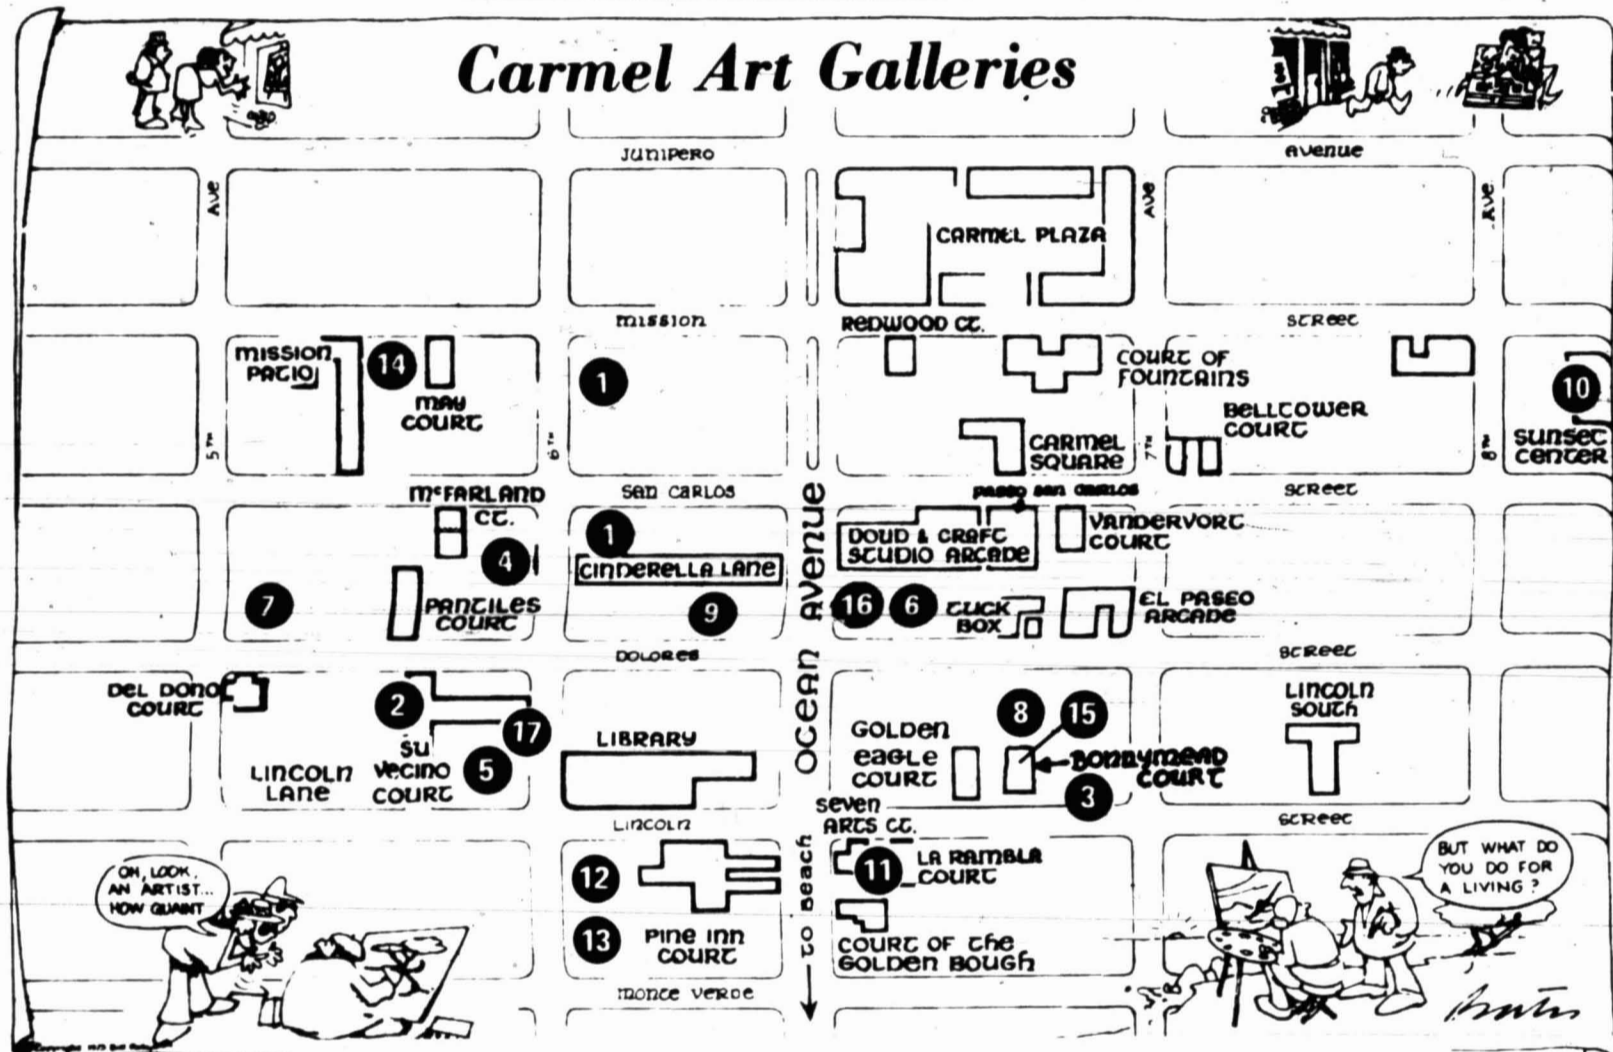 Carmel Art Galleries
JUNIPERO
AVENUE
AVE
AVE
AVE
CARMEL PLAZA
MISSION
REDWOOD CT.
STREET
MISSION
PATIO
14
MAY
COURT
1
COURT OF
FOUNTAINS
BELLTOWER
COURT
10
SUNSET
CENTER
CARMEL
SQUARE
5TH
6TH
7TH
8TH
MCFARLAND
CT.
SAN CARLOS
PASEO SAN CARLOS
STREET
1
4
CINDERELLA LANE
DOUD & CRAFT
STUDIO ARCADE
VANDERVORT
COURT
7
PANTILES
COURT
9
16
6
TUCK
BOX
EL PASEO
ARCADE
DOLORES
STREET
OCEAN AVENUE
DEL DONO
COURT
2
17
SU
VECINO
COURT
5
LINCOLN
LANE
LIBRARY
GOLDEN
EAGLE
COURT
8
15
BONNYMEAD
COURT
3
LINCOLN
SOUTH
LINCOLN
SEVEN
ARTS CT.
STREET
12
11
LA RAMBLA
COURT
13
PINE INN
COURT
TO BEACH
COURT OF THE
GOLDEN BOUGH
MONTE VERDE
OH, LOOK,
AN ARTIST...
HOW QUAINT
BUT WHAT DO
YOU DO FOR
A LIVING?